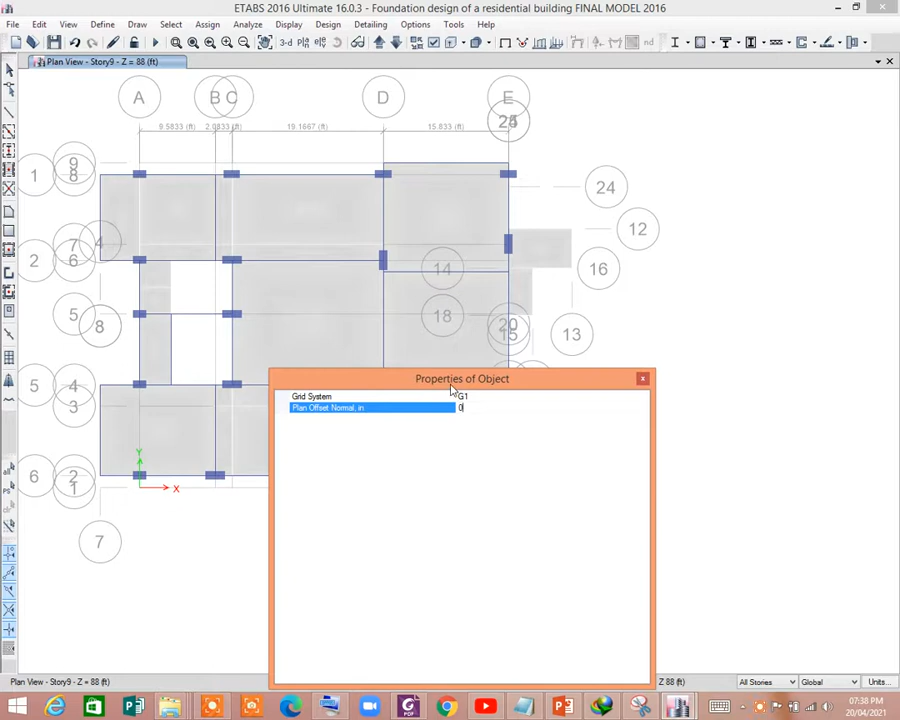 ETABS 2016 Ultimate 16.0.3 - Foundation design of a residential building FINAL MODEL 2016
File Edit View Define Draw Select Assign Analyze Display Design Detailing Options Tools Help
3-d nd
Plan View - Story9 - Z = 88 (ft)
A B C D E
24
9.5833 (ft) 19.1667 (ft) 15.833 (ft)
9
1 8
24
12
7 4
2 6
14 16
5 18 20
8 15 13
5 4
3
Properties of Object
Grid System G1
Plan Offset Normal, in 0
Y
6 2
1 X
7
Plan View - Story9 - Z = 88 (ft) Z 88 (ft) All Stories Global Units...
07:38 PM
20/04/2021